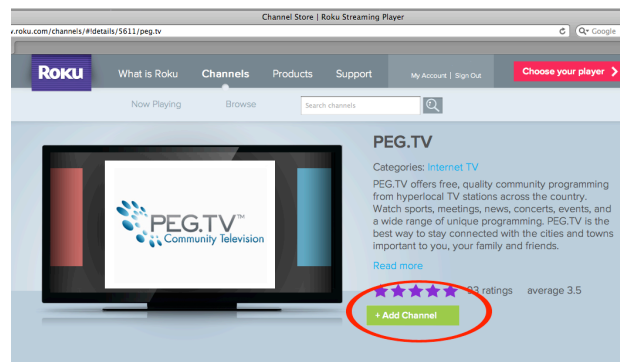 Channel Store | Roku Streaming Player
.roku.com/channels/#!details/5611/peg.tv
Google
Roku
What is Roku Channels Products Support My Account | Sign Out Choose your player
Now Playing Browse Search channels
PEG.TV
Categories: Internet TV
PEG.TV offers free, quality community programming
from hyperlocal TV stations across the country.
Watch sports, meetings, news, concerts, events, and
a wide range of unique programming. PEG.TV is the
best way to stay connected with the cities and towns
important to you, your family and friends.
Read more
ratings average 3.5
+ Add Channel
PEG.TV™
Community Television